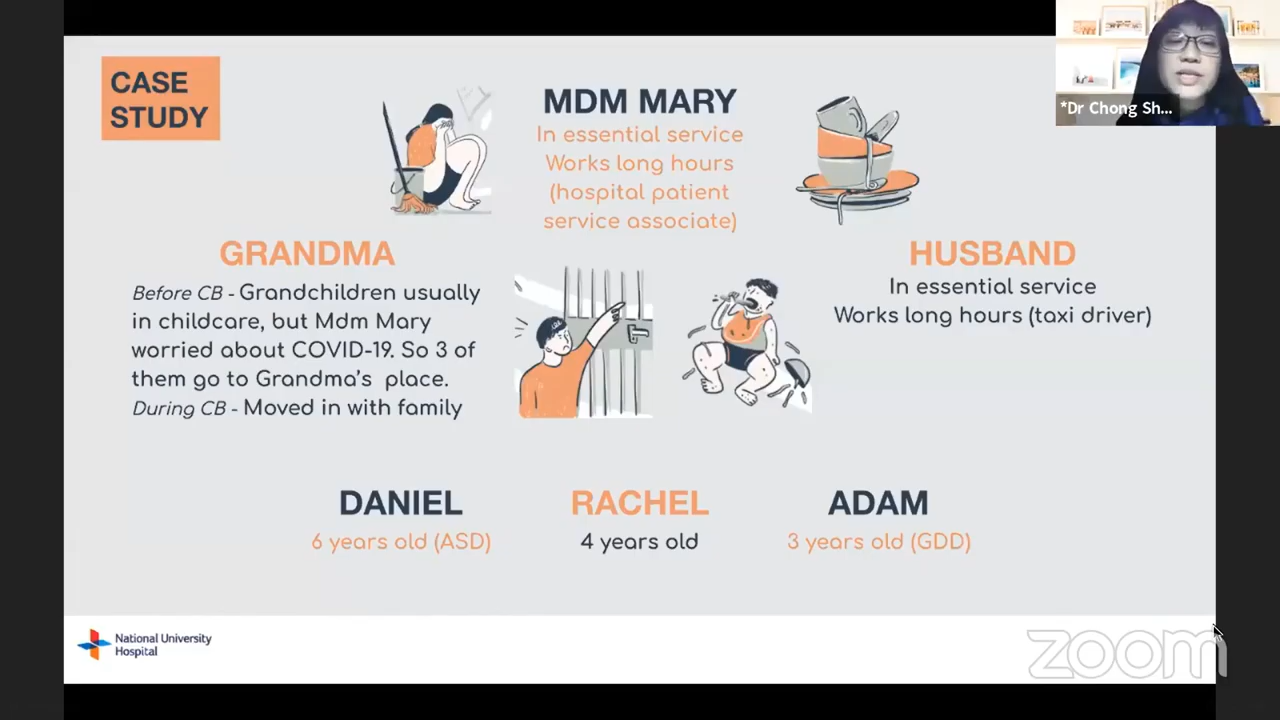 CASE
STUDY
MDM MARY
In essential service
Works long hours
(hospital patient
service associate)
*Dr Chong Sh...
GRANDMA
Before CB - Grandchildren usually
in childcare, but Mdm Mary
worried about COVID-19. So 3 of
them go to Grandma's place.
During CB - Moved in with family
HUSBAND
In essential service
Works long hours (taxi driver)
DANIEL
6 years old (ASD)
RACHEL
4 years old
ADAM
3 years old (GDD)
National University
Hospital
zoom